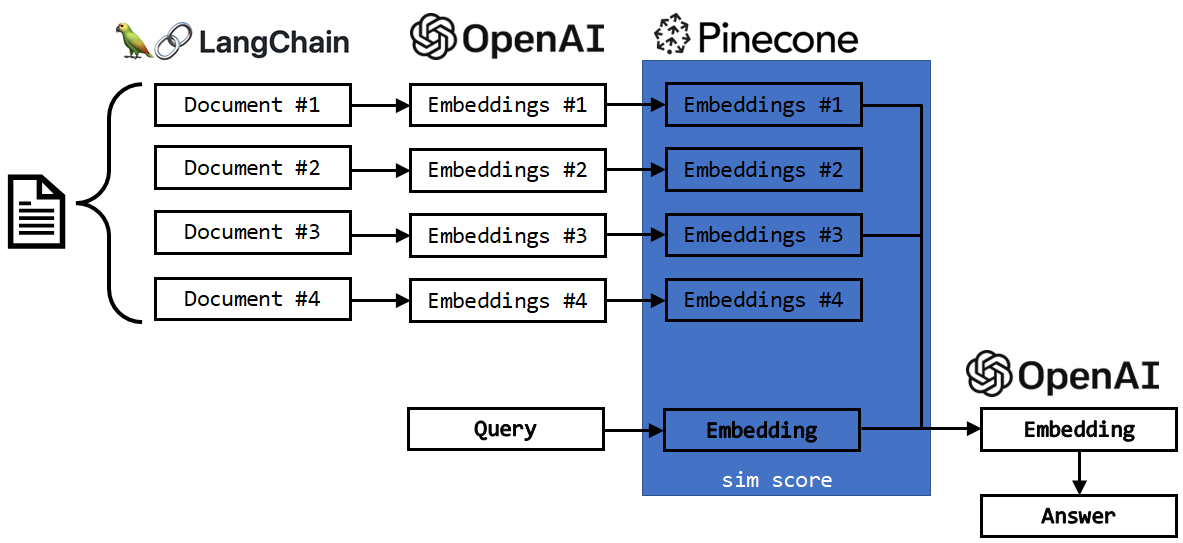 LangChain
OpenAI
Pinecone
Document #1
Embeddings #1
Embeddings #1
Document #2
Embeddings #2
Embeddings #2
Document #3
Embeddings #3
Embeddings #3
Document #4
Embeddings #4
Embeddings #4
OpenAI
Query
Embedding
Embedding
sim score
Answer